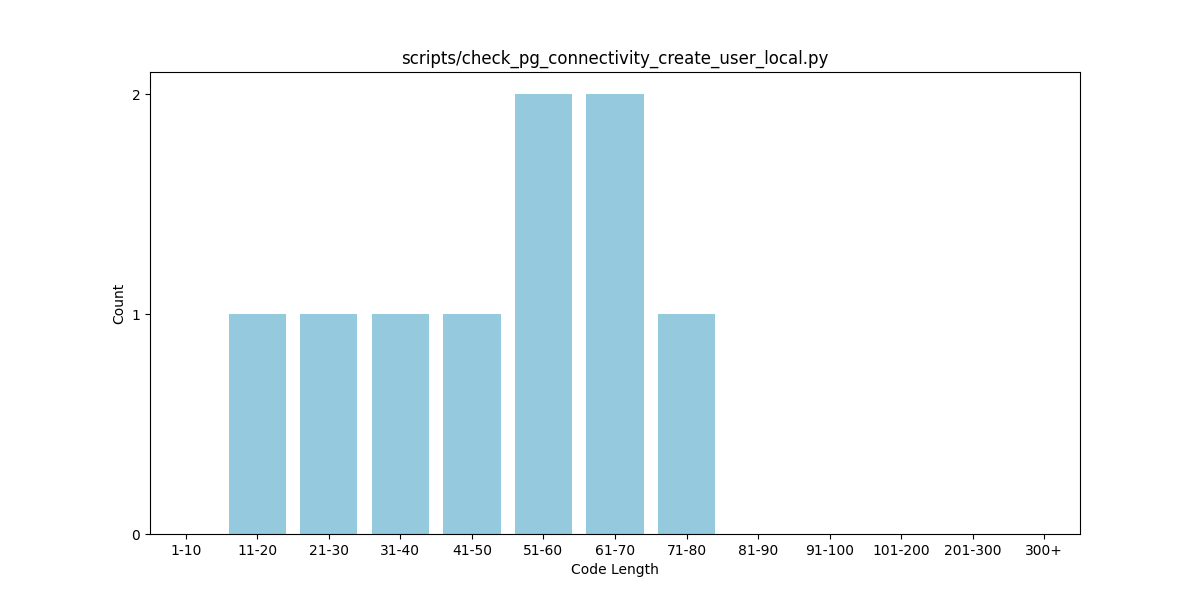 scripts/check_pg_connectivity_create_user_local.py
Count
2
1
0
1-10 11-20 21-30 31-40 41-50 51-60 61-70 71-80 81-90 91-100 101-200 201-300 300+
Code Length